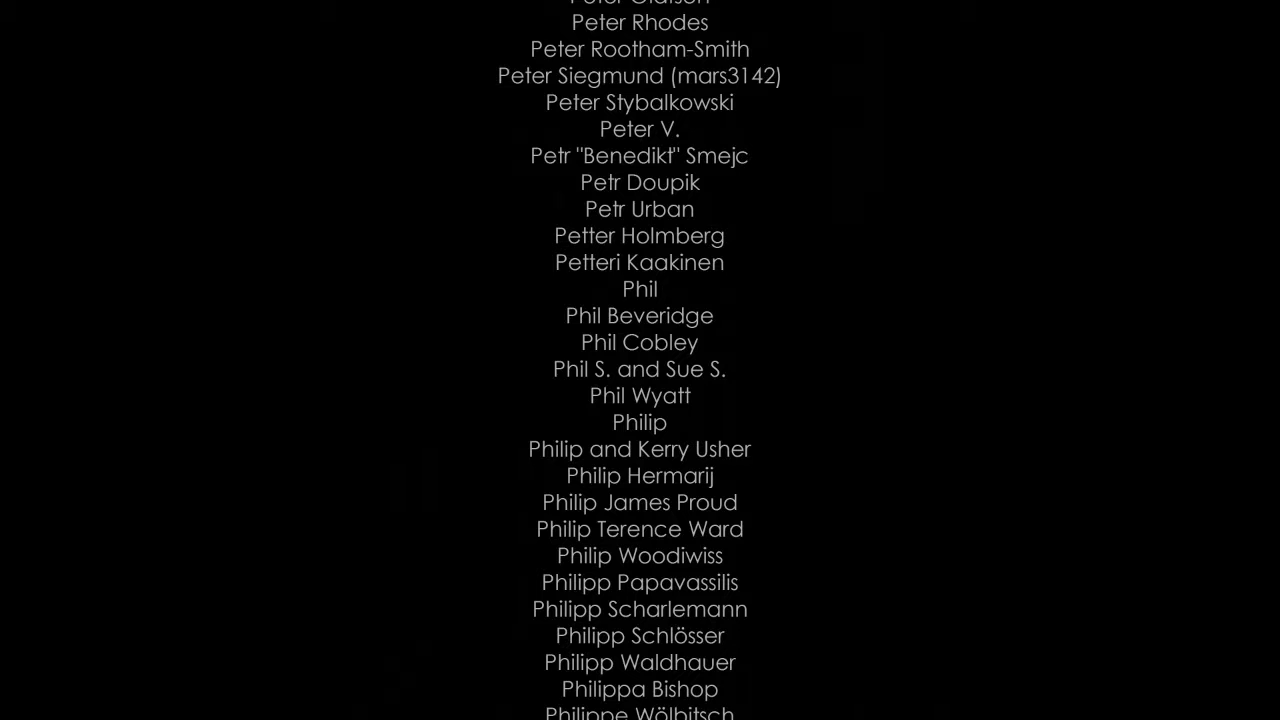 Peter Rhodes
Peter Rootham-Smith
Peter Siegmund (mars3142)
Peter Stybalkowski
Peter V.
Petr "Benedikt" Smejc
Petr Doupik
Petr Urban
Petter Holmberg
Petteri Kaakinen
Phil
Phil Beveridge
Phil Cobley
Phil S. and Sue S.
Phil Wyatt
Philip
Philip and Kerry Usher
Philip Hermarij
Philip James Proud
Philip Terence Ward
Philip Woodiwiss
Philipp Papavassilis
Philipp Scharlemann
Philipp Schlösser
Philipp Waldhauer
Philippa Bishop
Philippe Wölbitsch